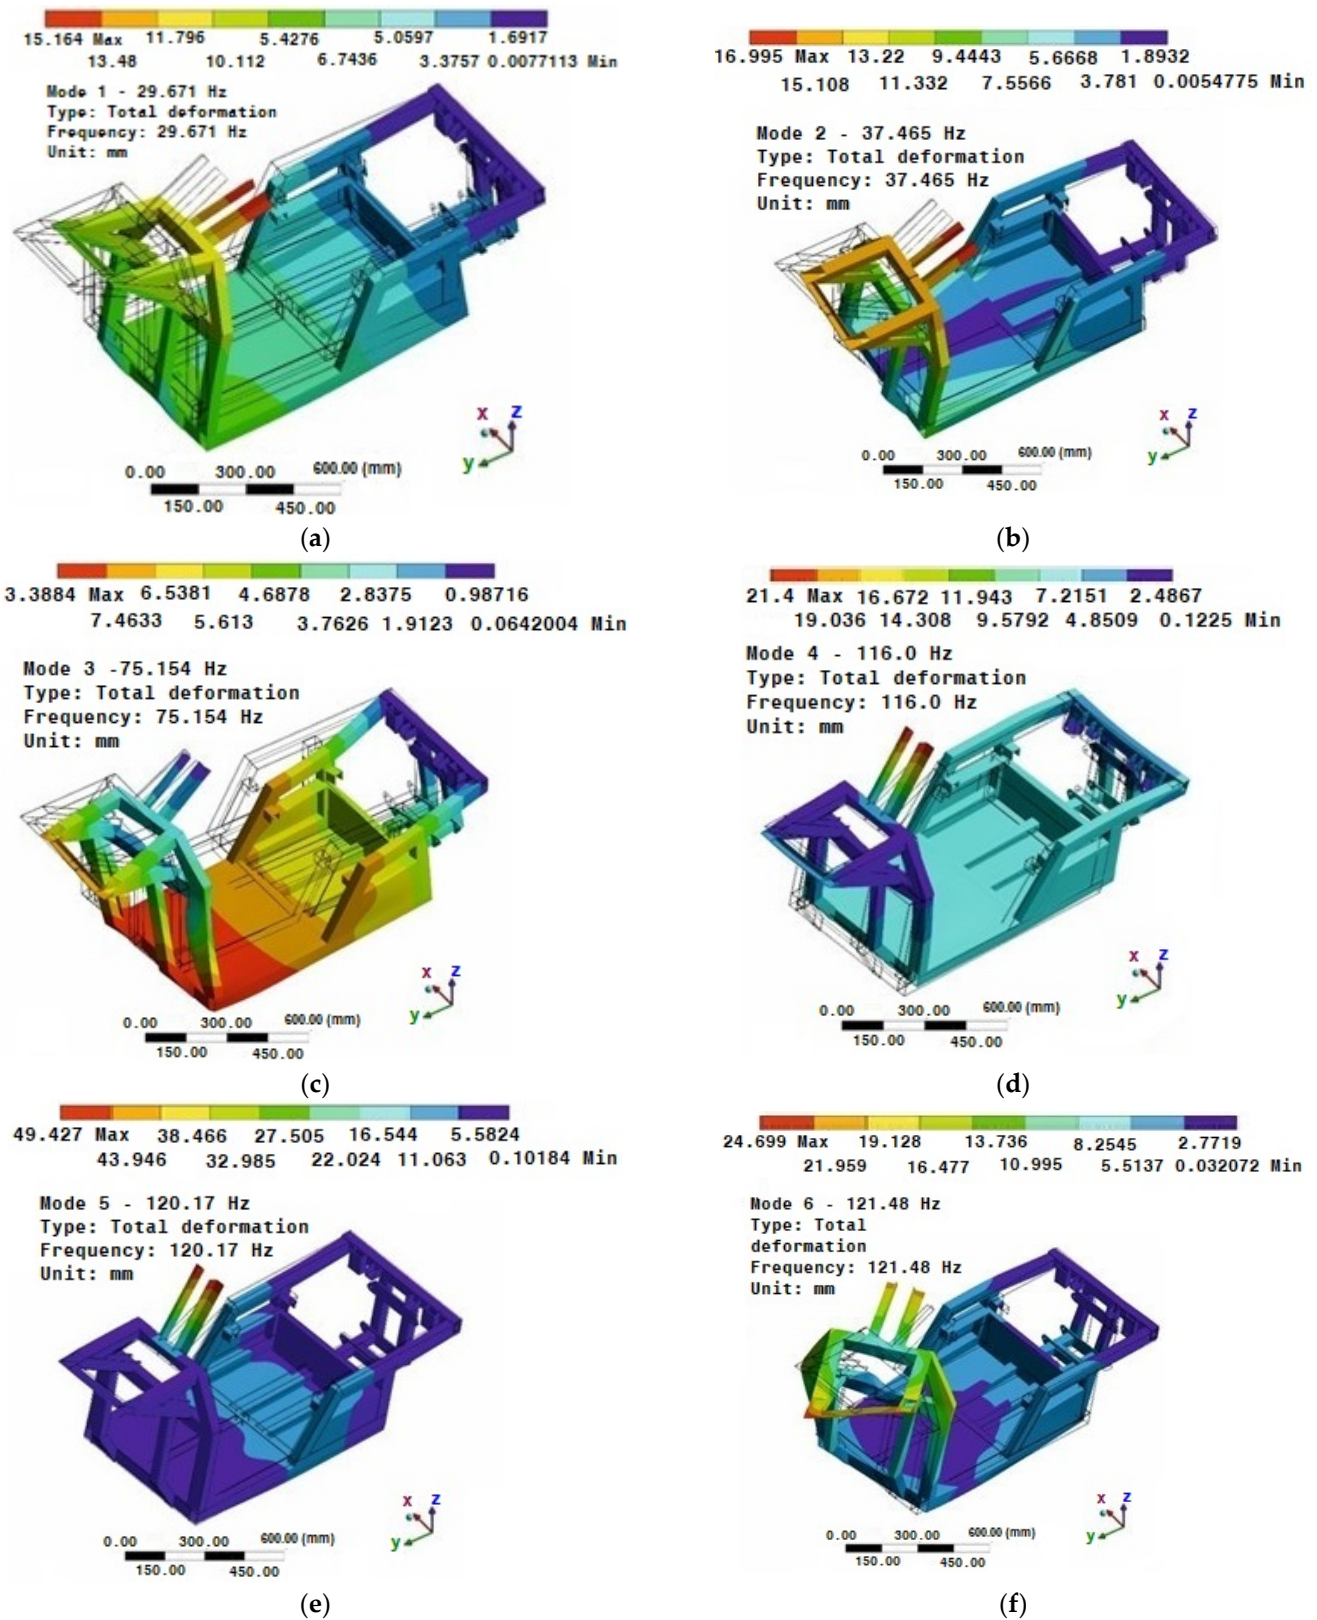 15.164 Max 11.796 5.4276 5.0597 1.6917
13.48 10.112 6.7436 3.3757 0.0077113 Min
Mode 1 - 29.671 Hz
Type: Total deformation
Frequency: 29.671 Hz
Unit: mm
x z
y
0.00 300.00 600.00 (mm)
150.00 450.00
(a)
16.995 Max 13.22 9.4443 5.6668 1.8932
15.108 11.332 7.5566 3.781 0.0054775 Min
Mode 2 - 37.465 Hz
Type: Total deformation
Frequency: 37.465 Hz
Unit: mm
x z
y
0.00 300.00 600.00 (mm)
150.00 450.00
(b)
3.3884 Max 6.5381 4.6878 2.8375 0.98716
7.4633 5.613 3.7626 1.9123 0.0642004 Min
Mode 3 -75.154 Hz
Type: Total deformation
Frequency: 75.154 Hz
Unit: mm
x z
y
0.00 300.00 600.00 (mm)
150.00 450.00
(c)
21.4 Max 16.672 11.943 7.2151 2.4867
19.036 14.308 9.5792 4.8509 0.1225 Min
Mode 4 - 116.0 Hz
Type: Total deformation
Frequency: 116.0 Hz
Unit: mm
x z
y
0.00 300.00 600.00 (mm)
150.00 450.00
(d)
49.427 Max 38.466 27.505 16.544 5.5824
43.946 32.985 22.024 11.063 0.10184 Min
Mode 5 - 120.17 Hz
Type: Total deformation
Frequency: 120.17 Hz
Unit: mm
x z
y
0.00 300.00 600.00 (mm)
150.00 450.00
(e)
24.699 Max 19.128 13.736 8.2545 2.7719
21.959 16.477 10.995 5.5137 0.032072 Min
Mode 6 - 121.48 Hz
Type: Total
deformation
Frequency: 121.48 Hz
Unit: mm
x z
y
0.00 300.00 600.00 (mm)
150.00 450.00
(f)